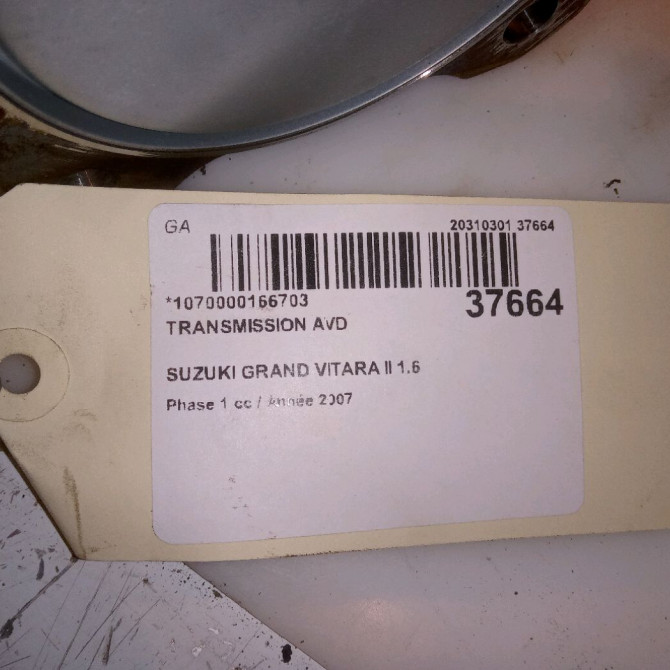 GA
20310301 37664
*1070000166703
37664
TRANSMISSION AVD
SUZUKI GRAND VITARA II 1.6
Phase 1 cc / Année 2007